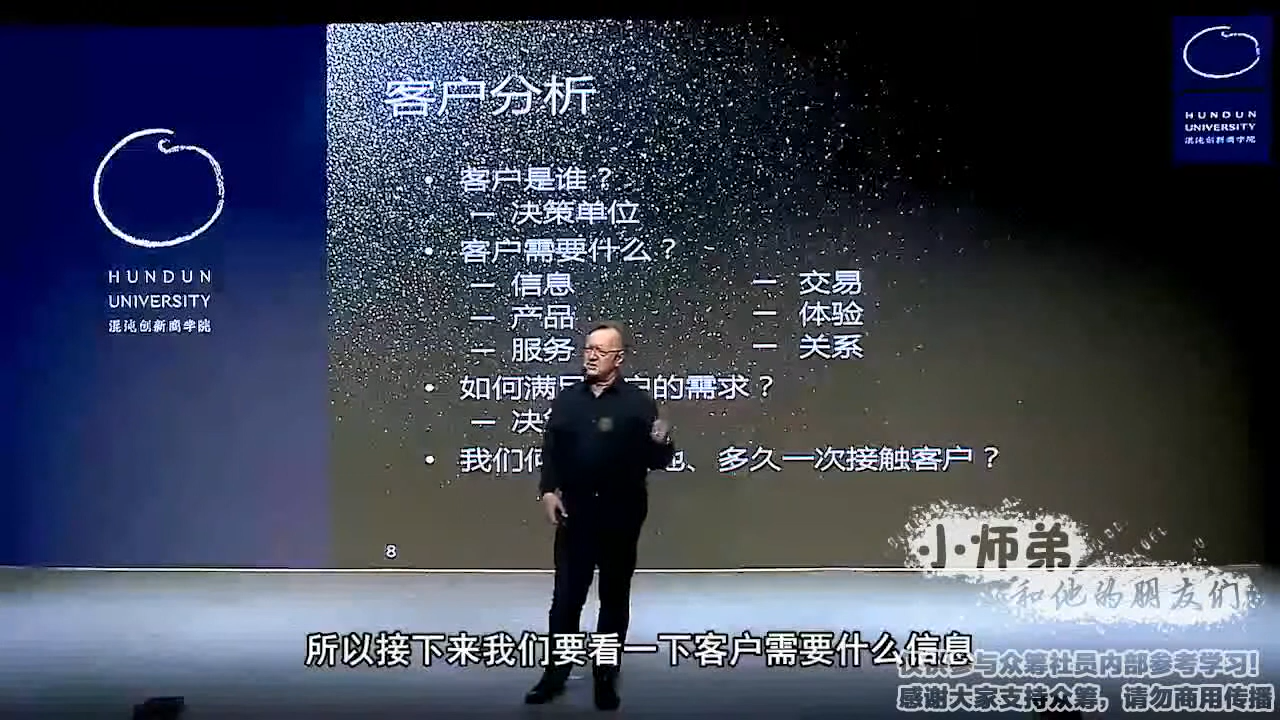 HUNDUN
UNIVERSITY
混沌创新商学院
HUNDUN
UNIVERSITY
混沌创新商学院
客户分析
• 客户是谁？
— 决策单位
• 客户需要什么？
— 信息
— 交易
— 产品
— 体验
— 服务
— 关系
• 如何满 的需求？
— 决
• 我们 、多久一次接触客户？
8
小师弟
和他的朋友们
所以接下来我们要看一下客户需要什么信息
参与众筹社员内部参考学习！
感谢大家支持众筹，请勿商用传播